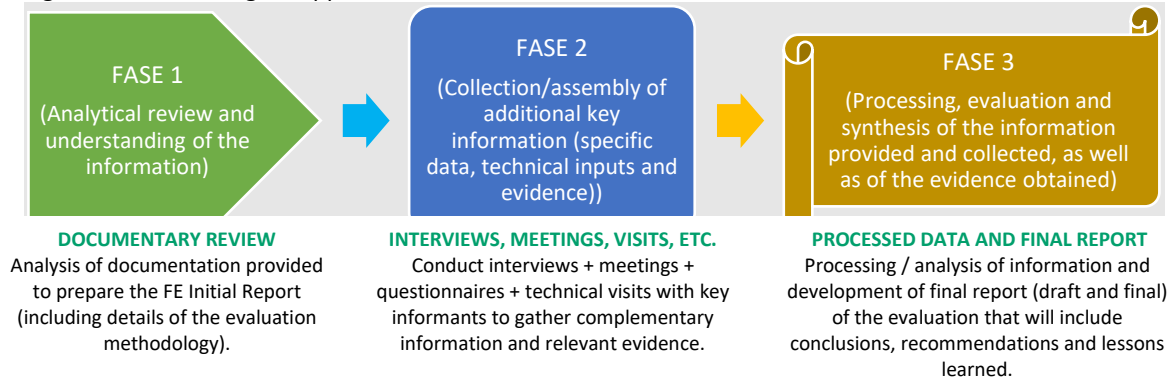 FASE 1
(Analytical review and
understanding of the
information)
FASE 2
(Collection/assembly of
additional key
information (specific
data, technical inputs and
evidence))
FASE 3
(Processing, evaluation and
synthesis of the information
provided and collected, as well
as of the evidence obtained)
DOCUMENTARY REVIEW
Analysis of documentation provided
to prepare the FE Initial Report
(including details of the evaluation
methodology).
INTERVIEWS, MEETINGS, VISITS, ETC.
Conduct interviews + meetings +
questionnaires + technical visits with key
informants to gather complementary
information and relevant evidence.
PROCESSED DATA AND FINAL REPORT
Processing / analysis of information and
development of final report (draft and final)
of the evaluation that will include
conclusions, recommendations and lessons
learned.